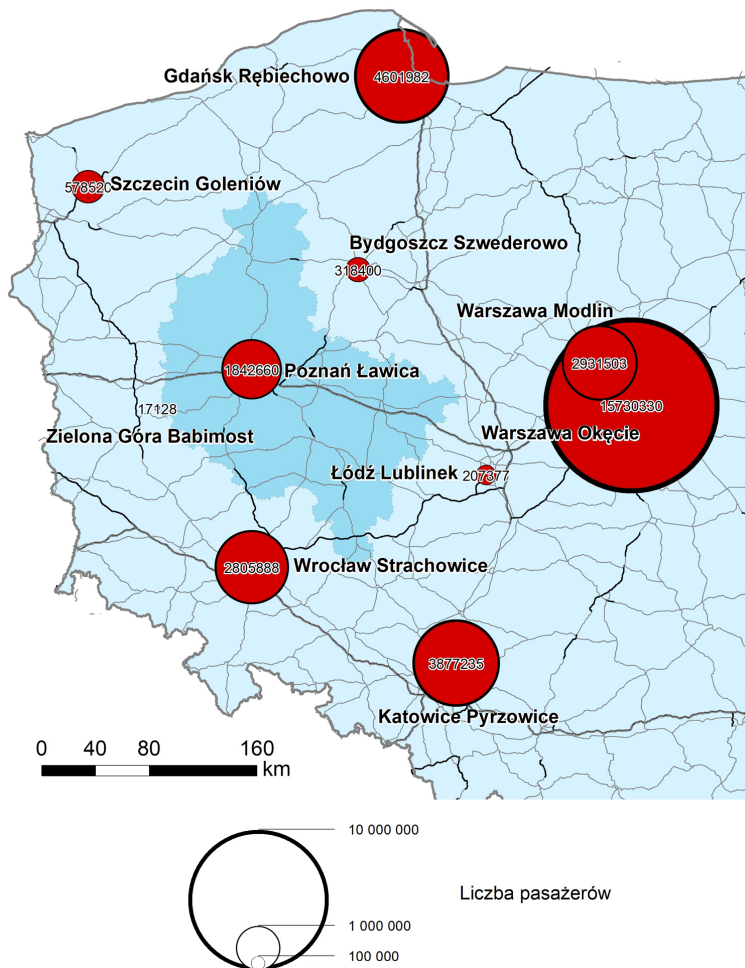 Gdańsk Rębiechowo
4601982
578520
Szczecin Goleniów
Bydgoszcz Szwederowo
318400
Warszawa Modlin
2931503
1842660
Poznań Ławica
15730330
17128
Zielona Góra Babimost
Warszawa Okęcie
Łódź Lublinek
207377
2805888
Wrocław Strachowice
3877235
Katowice Pyrzowice
0 40 80 160
km
10 000 000
Liczba pasażerów
1 000 000
100 000